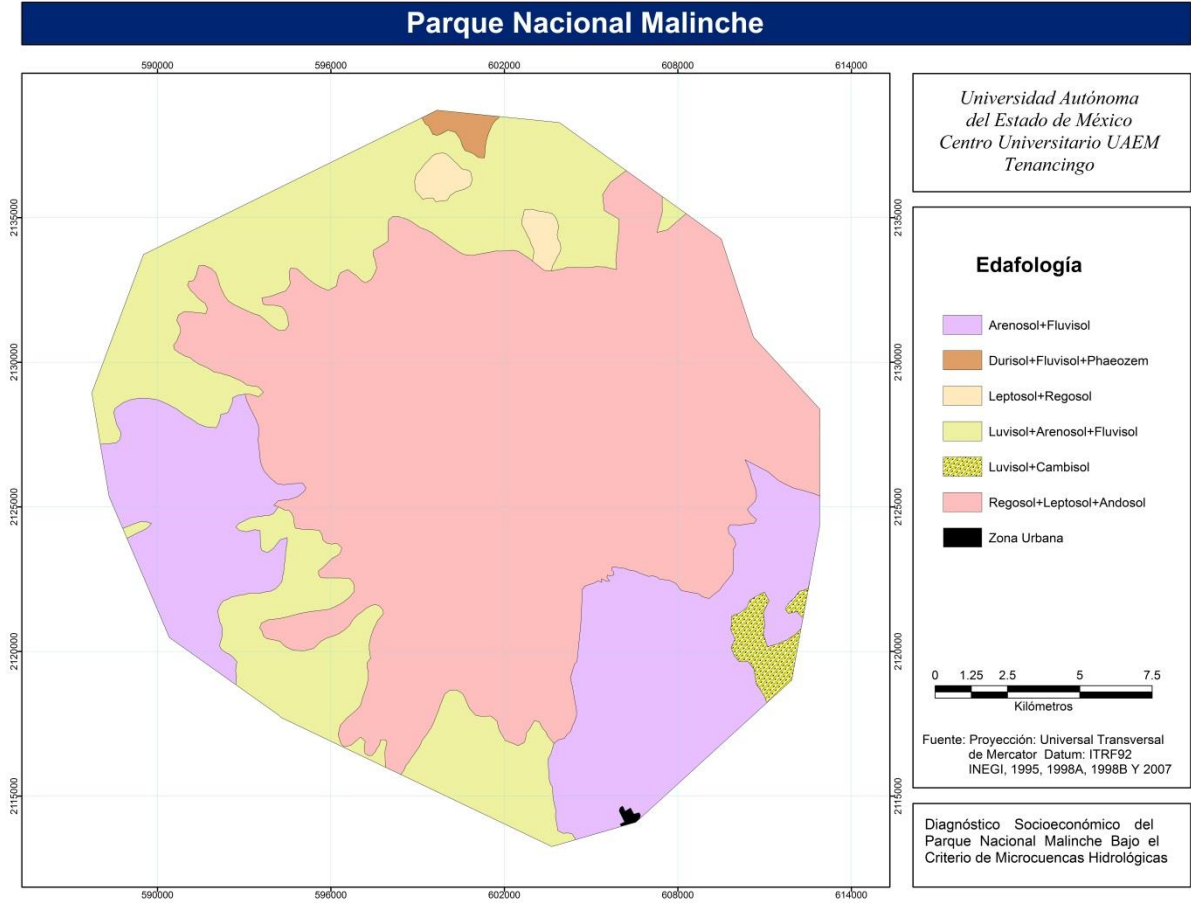 Parque Nacional Malinche
590000
596000
602000
608000
614000
2135000
2130000
2125000
2120000
2115000
2135000
2130000
2125000
2120000
2115000
590000
596000
602000
608000
614000
Universidad Autónoma
del Estado de México
Centro Universitario UAEM
Tenancingo
Edafología
Arenosol+Fluvisol
Durisol+Fluvisol+Phaeozem
Leptosol+Regosol
Luvisol+Arenosol+Fluvisol
Luvisol+Cambisol
Regosol+Leptosol+Andosol
Zona Urbana
0 1.25 2.5 5 7.5
Kilómetros
Fuente: Proyección: Universal Transversal
de Mercator Datum: ITRF92
INEGI, 1995, 1998A, 1998B Y 2007
Diagnóstico Socioeconómico del
Parque Nacional Malinche Bajo el
Criterio de Microcuencas Hidrológicas